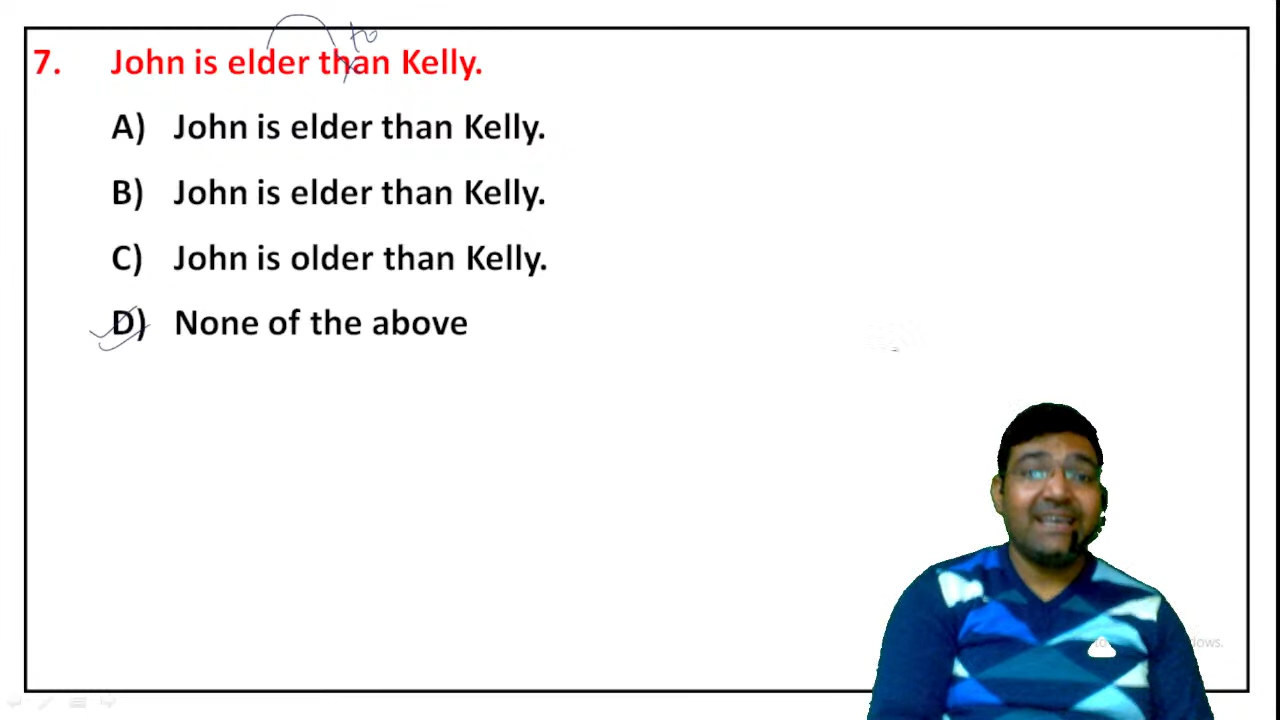 to
7. John is elder than Kelly.
A) John is elder than Kelly.
B) John is elder than Kelly.
C) John is older than Kelly.
D) None of the above